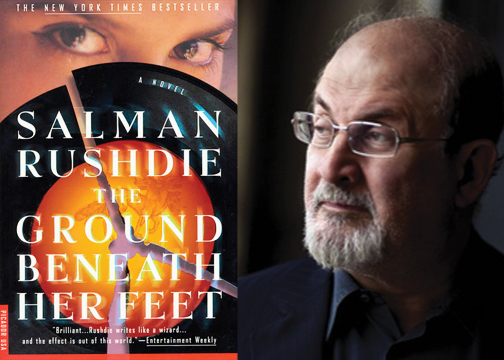 THE NEW YORK TIMES BESTSELLER
A NOVEL
SALMAN
RUSHDIE
THE
GROUND
BENEATH
HER FEET
"Brilliant...Rushdie writes like a wizard...
and the effect is out of this world."—Entertainment Weekly
PICADOR USA